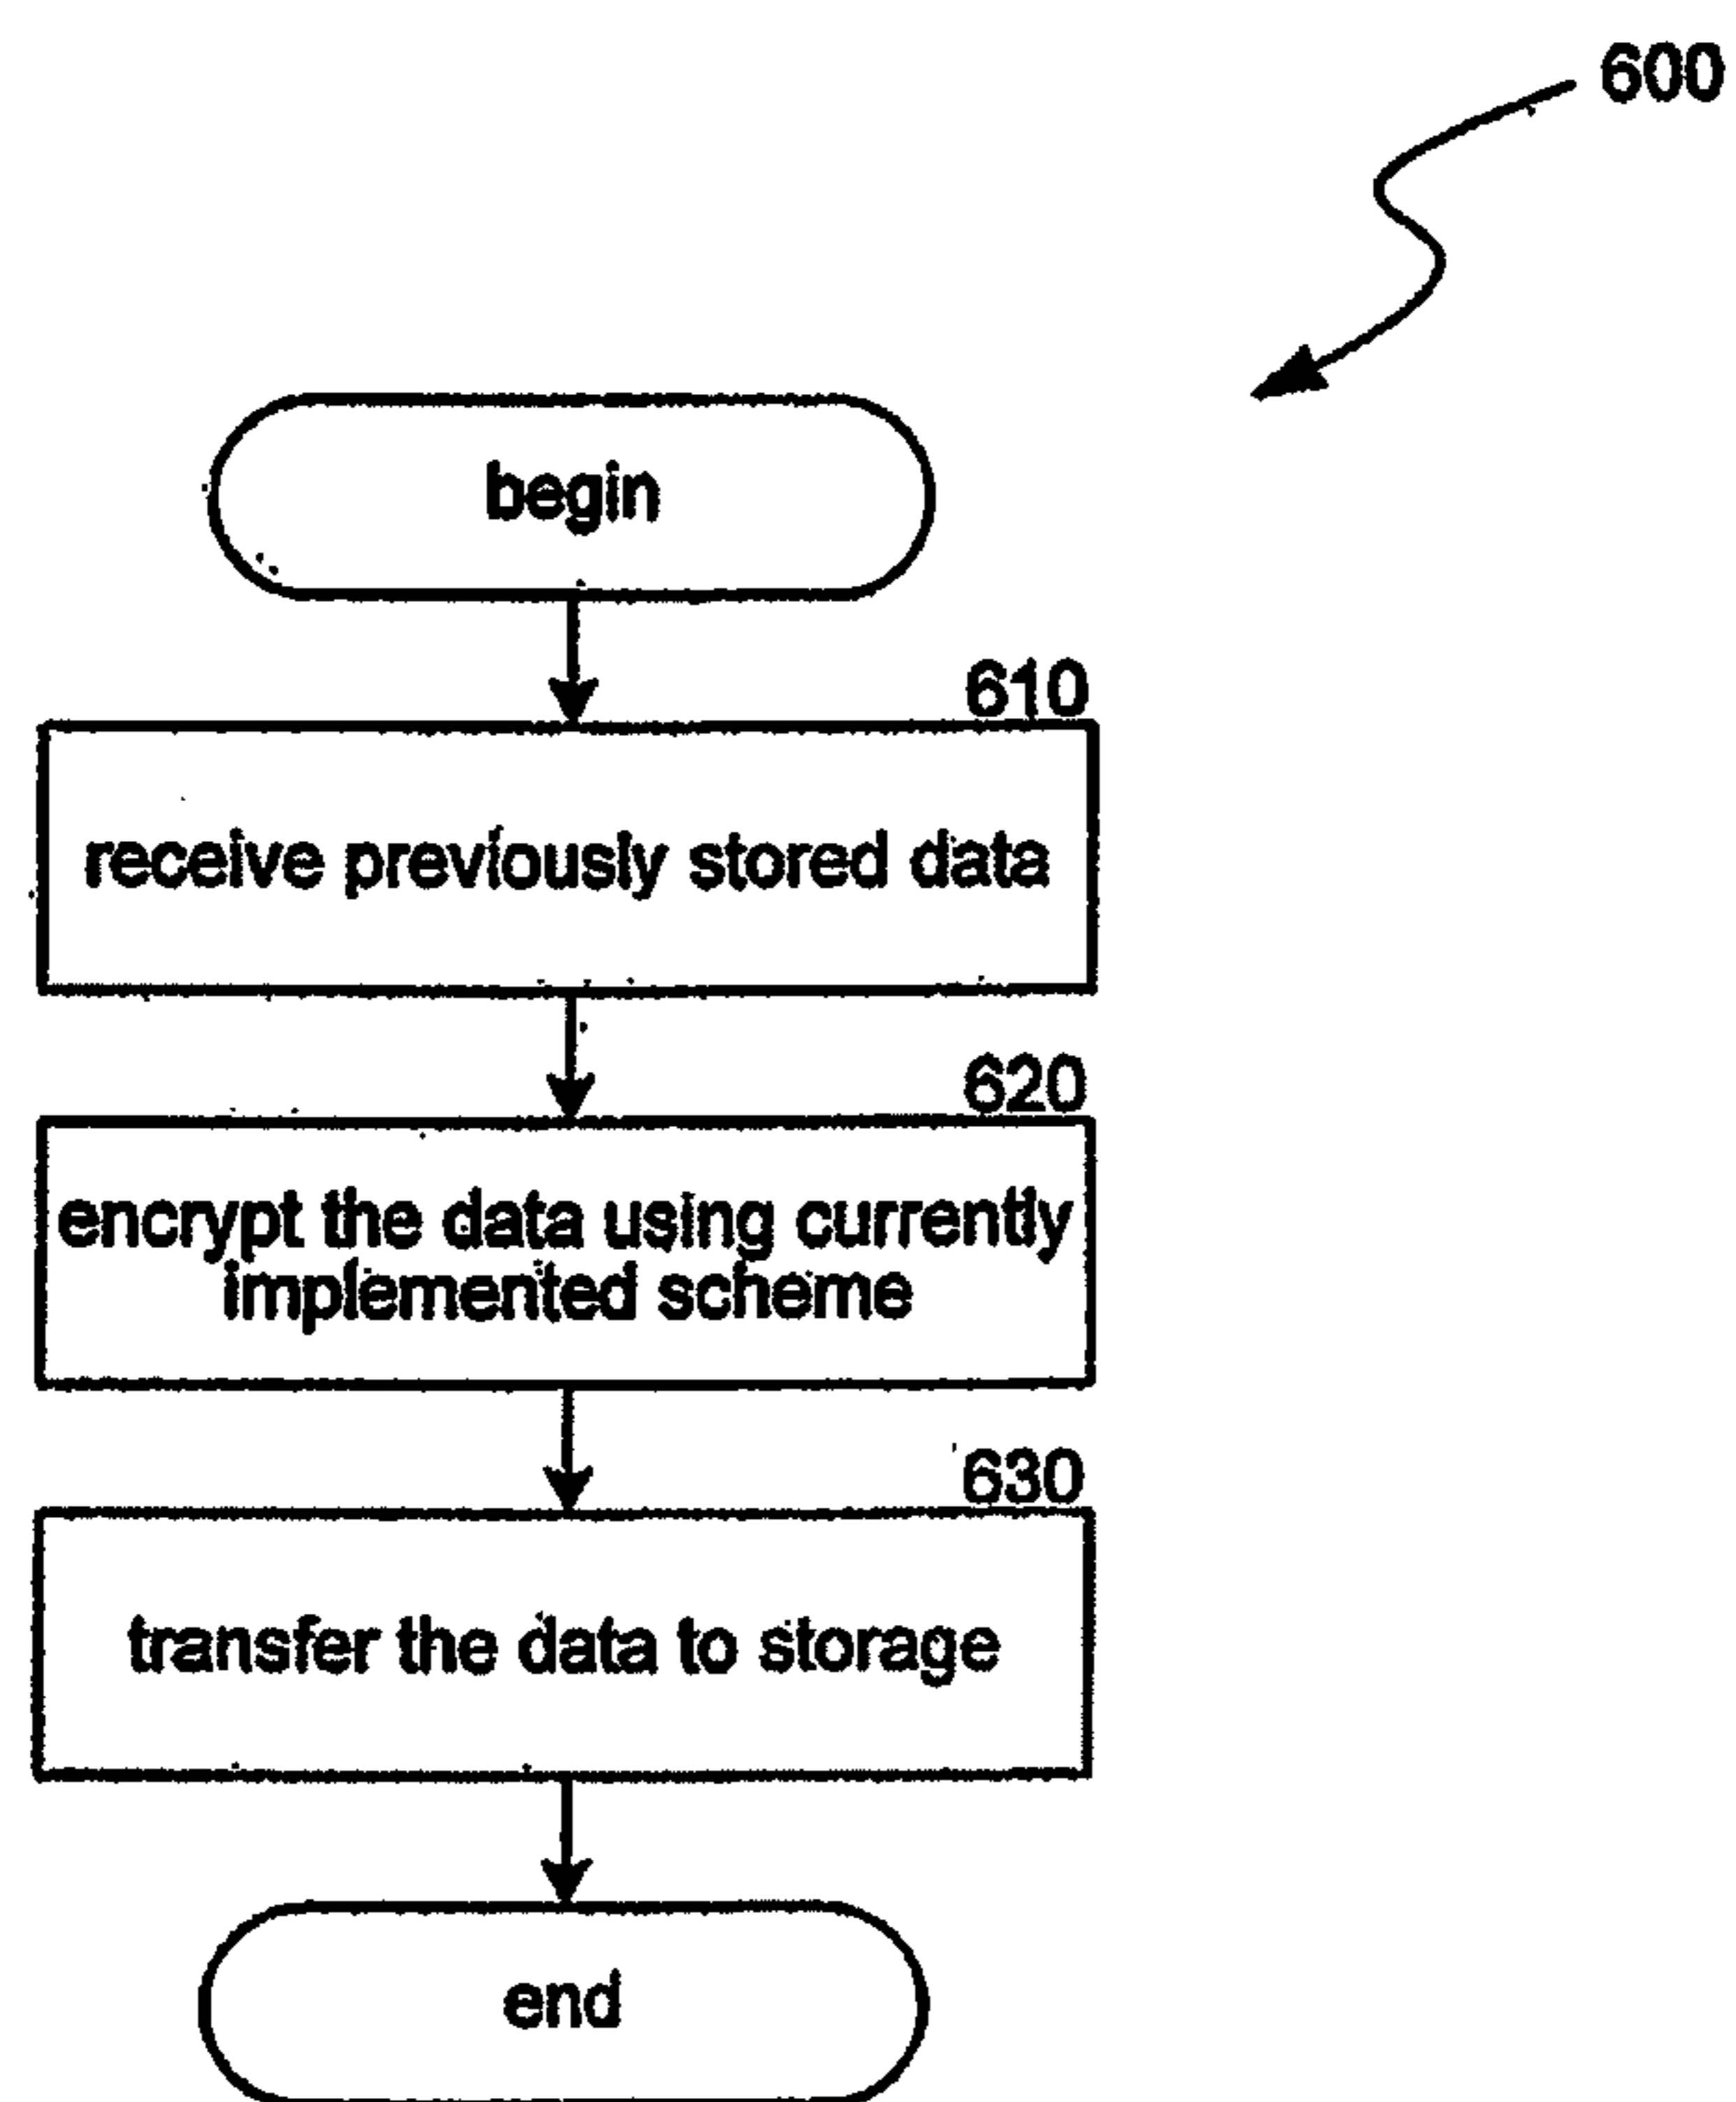 600
begin
610
receive previously stored data
620
encrypt the data using currently
implemented scheme
630
transfer the data to storage
end